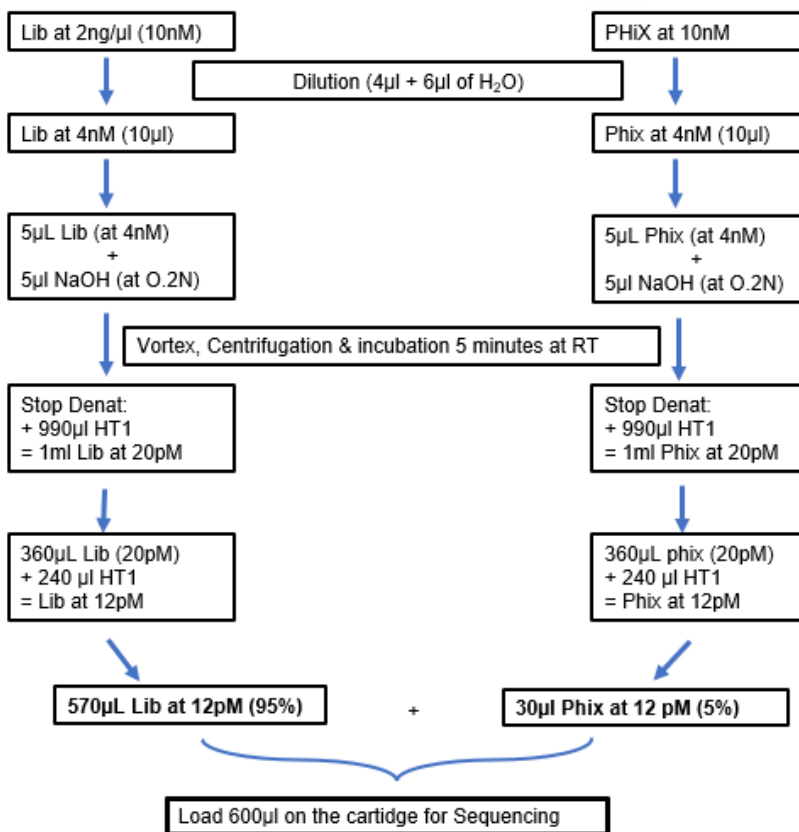 Lib at 2ng/µl (10nM)
PHiX at 10nM
Dilution (4µl + 6µl of H₂O)
Lib at 4nM (10µl)
Phix at 4nM (10µl)
5µL Lib (at 4nM)
+
5µl NaOH (at O.2N)
5µL Phix (at 4nM)
+
5µl NaOH (at O.2N)
Vortex, Centrifugation & incubation 5 minutes at RT
Stop Denat:
+ 990µl HT1
= 1ml Lib at 20pM
Stop Denat:
+ 990µl HT1
= 1ml Phix at 20pM
360µL Lib (20pM)
+ 240 µl HT1
= Lib at 12pM
360µL phix (20pM)
+ 240 µl HT1
= Phix at 12pM
570µL Lib at 12pM (95%)
+
30µl Phix at 12 pM (5%)
Load 600µl on the cartidge for Sequencing